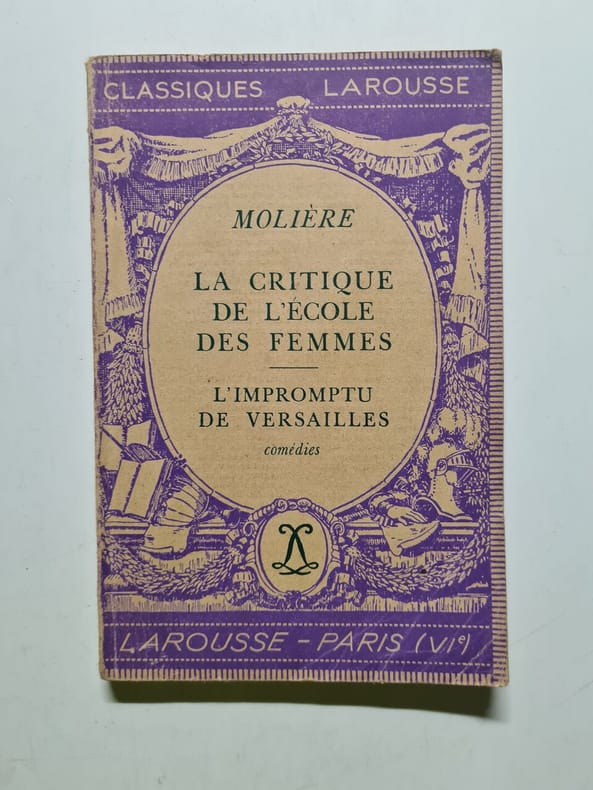 CLASSIQUES LAROUSSE
MOLIÈRE
LA CRITIQUE
DE L'ÉCOLE
DES FEMMES
L'IMPROMPTU
DE VERSAILLES
comédies
LAROUSSE – PARIS (VIe)